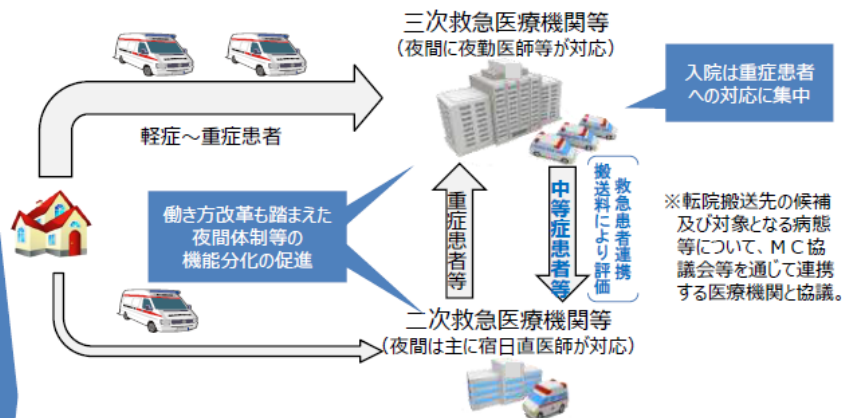 三次救急医療機関等
（夜間に夜勤医師等が対応）
入院は重症患者
への対応に集中
軽症～重症患者
働き方改革も踏まえた
夜間体制等の
機能分化の促進
重症患者等
中等症患者等
救急患者連携
搬送料により評価
※転院搬送先の候補
及び対象となる病態
等について、ＭＣ協
議会等を通じて連携
する医療機関と協議。
二次救急医療機関等
（夜間は主に宿日直医師が対応）